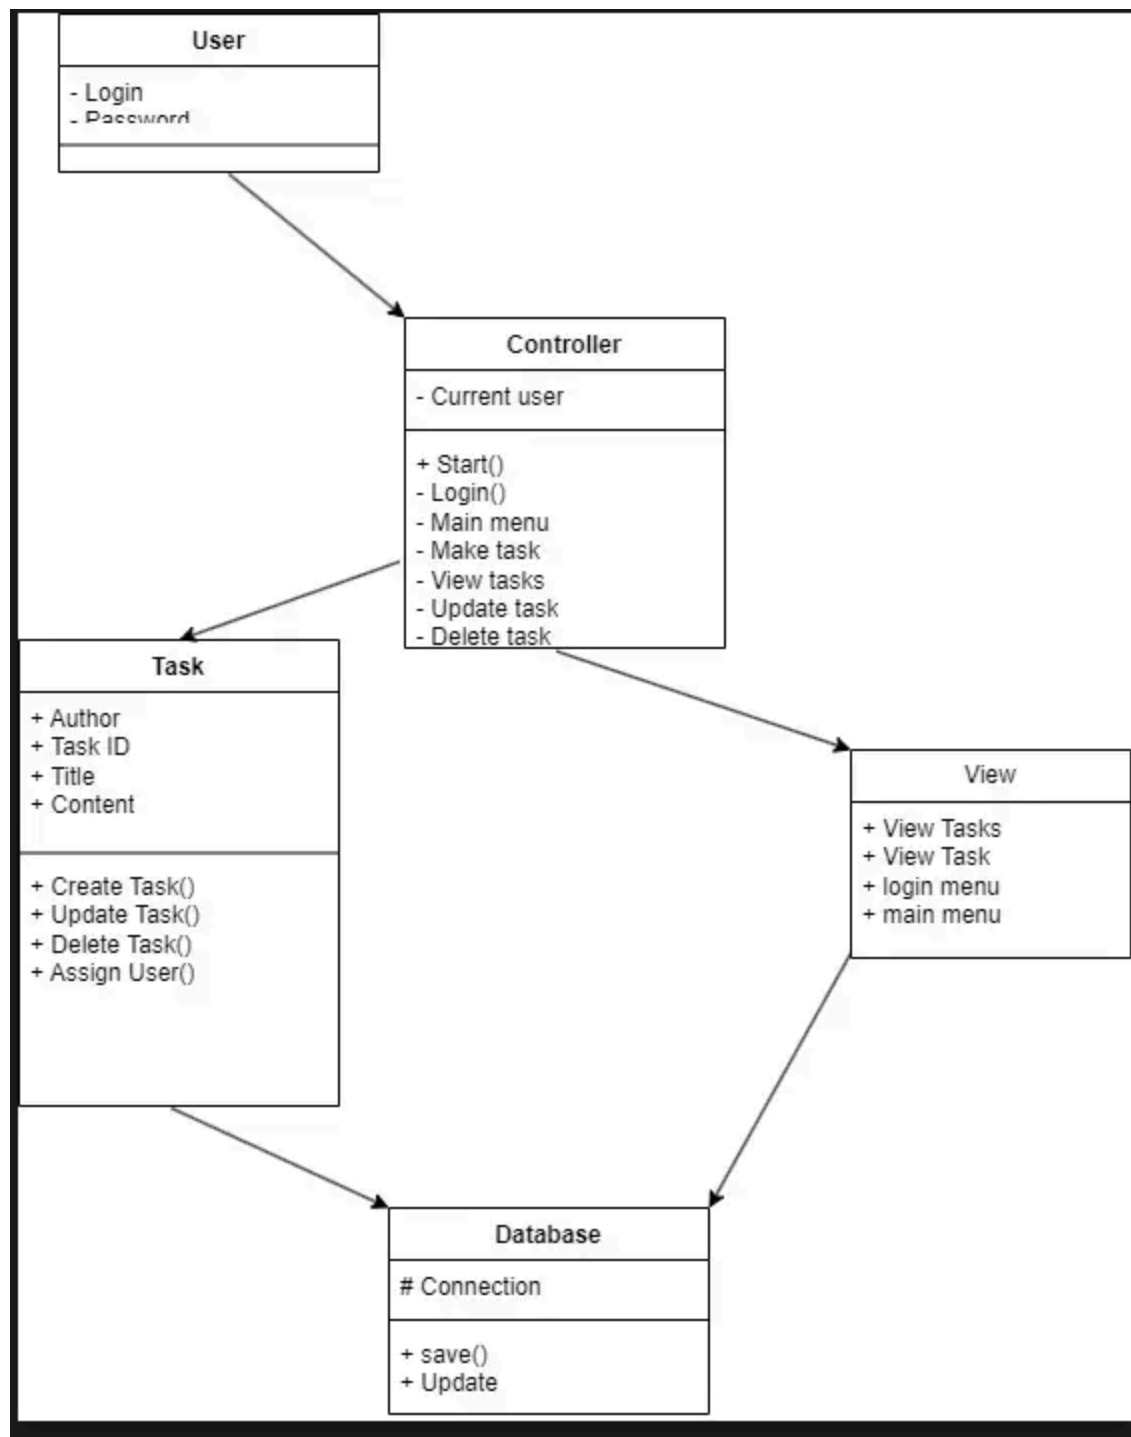 User
- Login
- Password
Controller
- Current user
+ Start()
- Login()
- Main menu
- Make task
- View tasks
- Update task
- Delete task
Task
+ Author
+ Task ID
+ Title
+ Content
+ Create Task()
+ Update Task()
+ Delete Task()
+ Assign User()
View
+ View Tasks
+ View Task
+ login menu
+ main menu
Database
# Connection
+ save()
+ Update